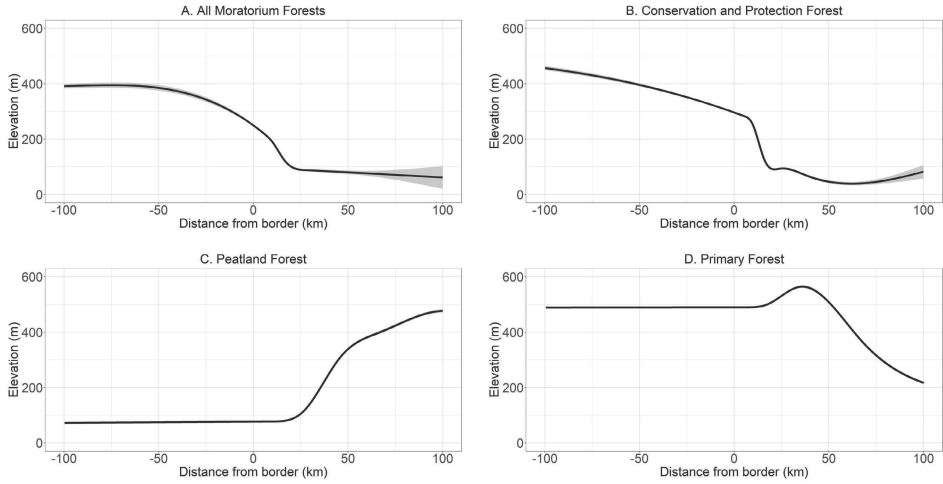 A. All Moratorium Forests
600
400
200
0
Elevation (m)
-100 -50 0 50 100
Distance from border (km)
B. Conservation and Protection Forest
600
400
200
0
Elevation (m)
-100 -50 0 50 100
Distance from border (km)
C. Peatland Forest
600
400
200
0
Elevation (m)
-100 -50 0 50 100
Distance from border (km)
D. Primary Forest
600
400
200
0
Elevation (m)
-100 -50 0 50 100
Distance from border (km)